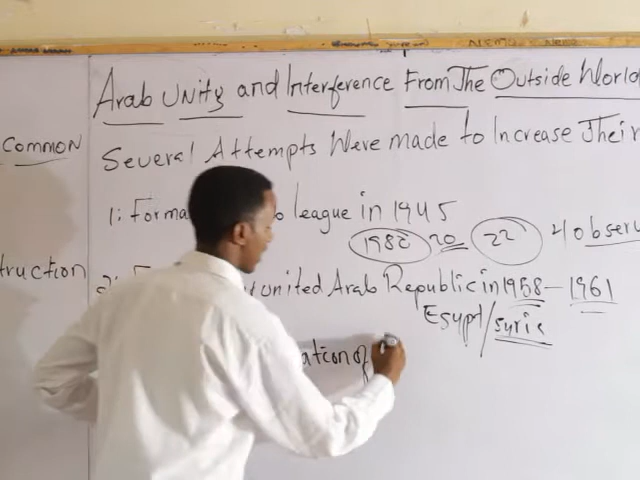 Arab Unity and Interference From The Outside World
Common
Several Attempts Were made to Increase Their
1: Forma league in 1945
1982 20 22 4 observ
truction
2: United Arab Republic in 1958 – 1961
Egypt/Syria
ation of